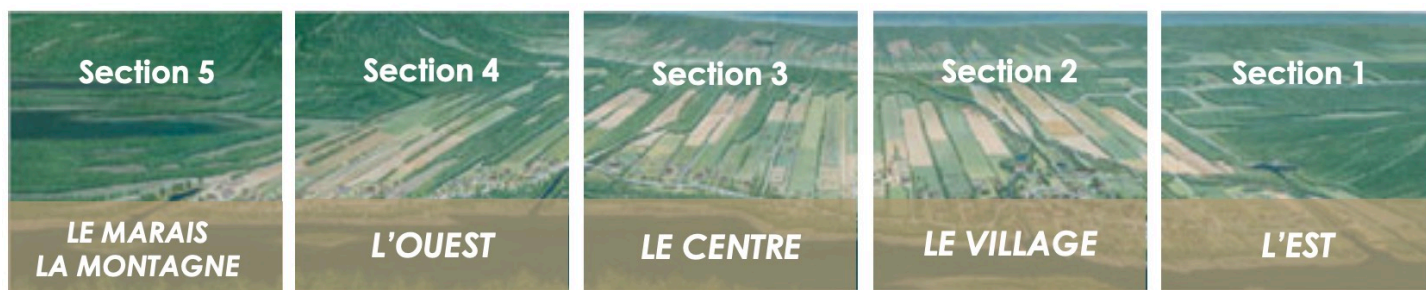 Section 5
LE MARAIS
LA MONTAGNE
Section 4
L'OUEST
Section 3
LE CENTRE
Section 2
LE VILLAGE
Section 1
L'EST